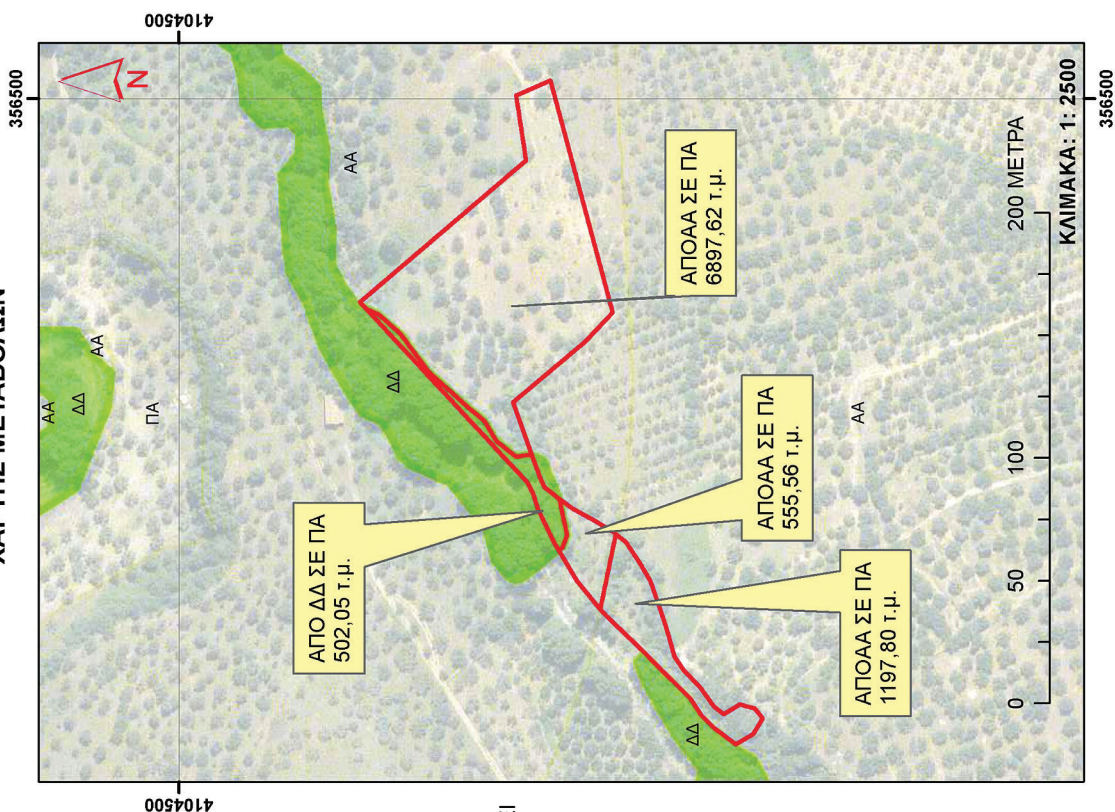 ΧΑΡΤΗΣ ΜΕΤΑΒΟΛΩΝ
356500
4104500
N
ΑΑ
ΔΔ
ΑΑ
ΠΑ
ΑΑ
ΔΔ
ΑΠΟΑΑ ΣΕ ΠΑ
6897,62 τ.μ.
ΑΠΟ ΔΔ ΣΕ ΠΑ
502,05 τ.μ.
ΑΠΟΑΑ ΣΕ ΠΑ
555,56 τ.μ.
ΑΑ
ΑΠΟΑΑ ΣΕ ΠΑ
1197,80 τ.μ.
ΔΔ
0 50 100 200 ΜΕΤΡΑ
ΚΛΙΜΑΚΑ: 1: 2500
4104500
356500